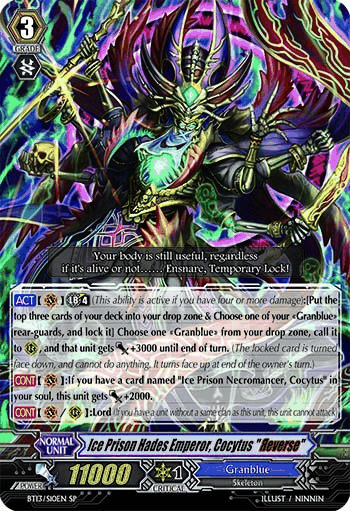 3
GRADE
Your body is still useful, regardless
if it's alive or not...... Ensnare, Temporary Lock!
ACT [ ] LB 4 (This ability is active if you have four or more damage):[Put the
top three cards of your deck into your drop zone & Choose one of your «Granblue»
rear-guards, and lock it] Choose one «Granblue» from your drop zone, call it
to , and that unit gets +3000 until end of turn. (The locked card is turned
face down, and cannot do anything. It turns face up at end of the owner's turn.)
CONT [ ]:If you have a card named "Ice Prison Necromancer, Cocytus" in
your soul, this unit gets +2000.
CONT [ / ]:Lord (If you have a unit without a same clan as this unit, this unit cannot attack)
NORMAL
UNIT
Ice Prison Hades Emperor, Cocytus "Reverse"
POWER
11000
1
CRITICAL
Granblue
Skeleton
BT13/S10EN SP
ILLUST / NINNIN